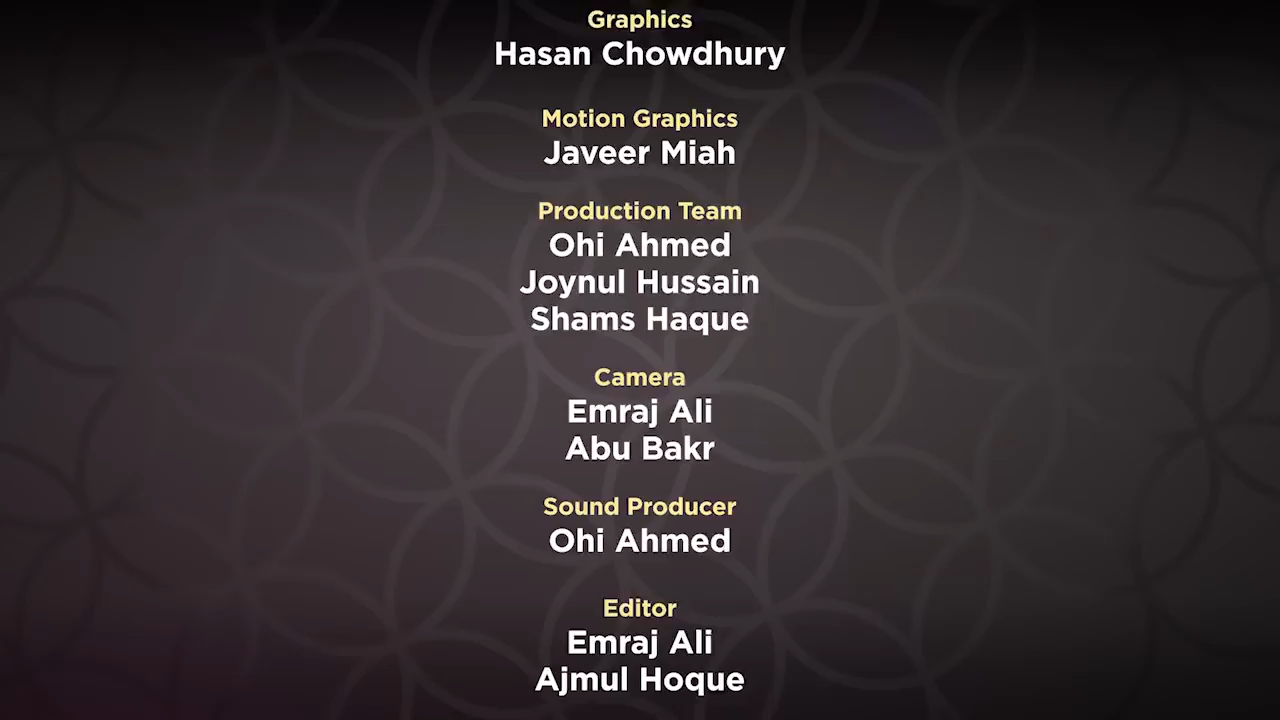 Graphics
Hasan Chowdhury
Motion Graphics
Javeer Miah
Production Team
Ohi Ahmed
Joynul Hussain
Shams Haque
Camera
Emraj Ali
Abu Bakr
Sound Producer
Ohi Ahmed
Editor
Emraj Ali
Ajmul Hoque